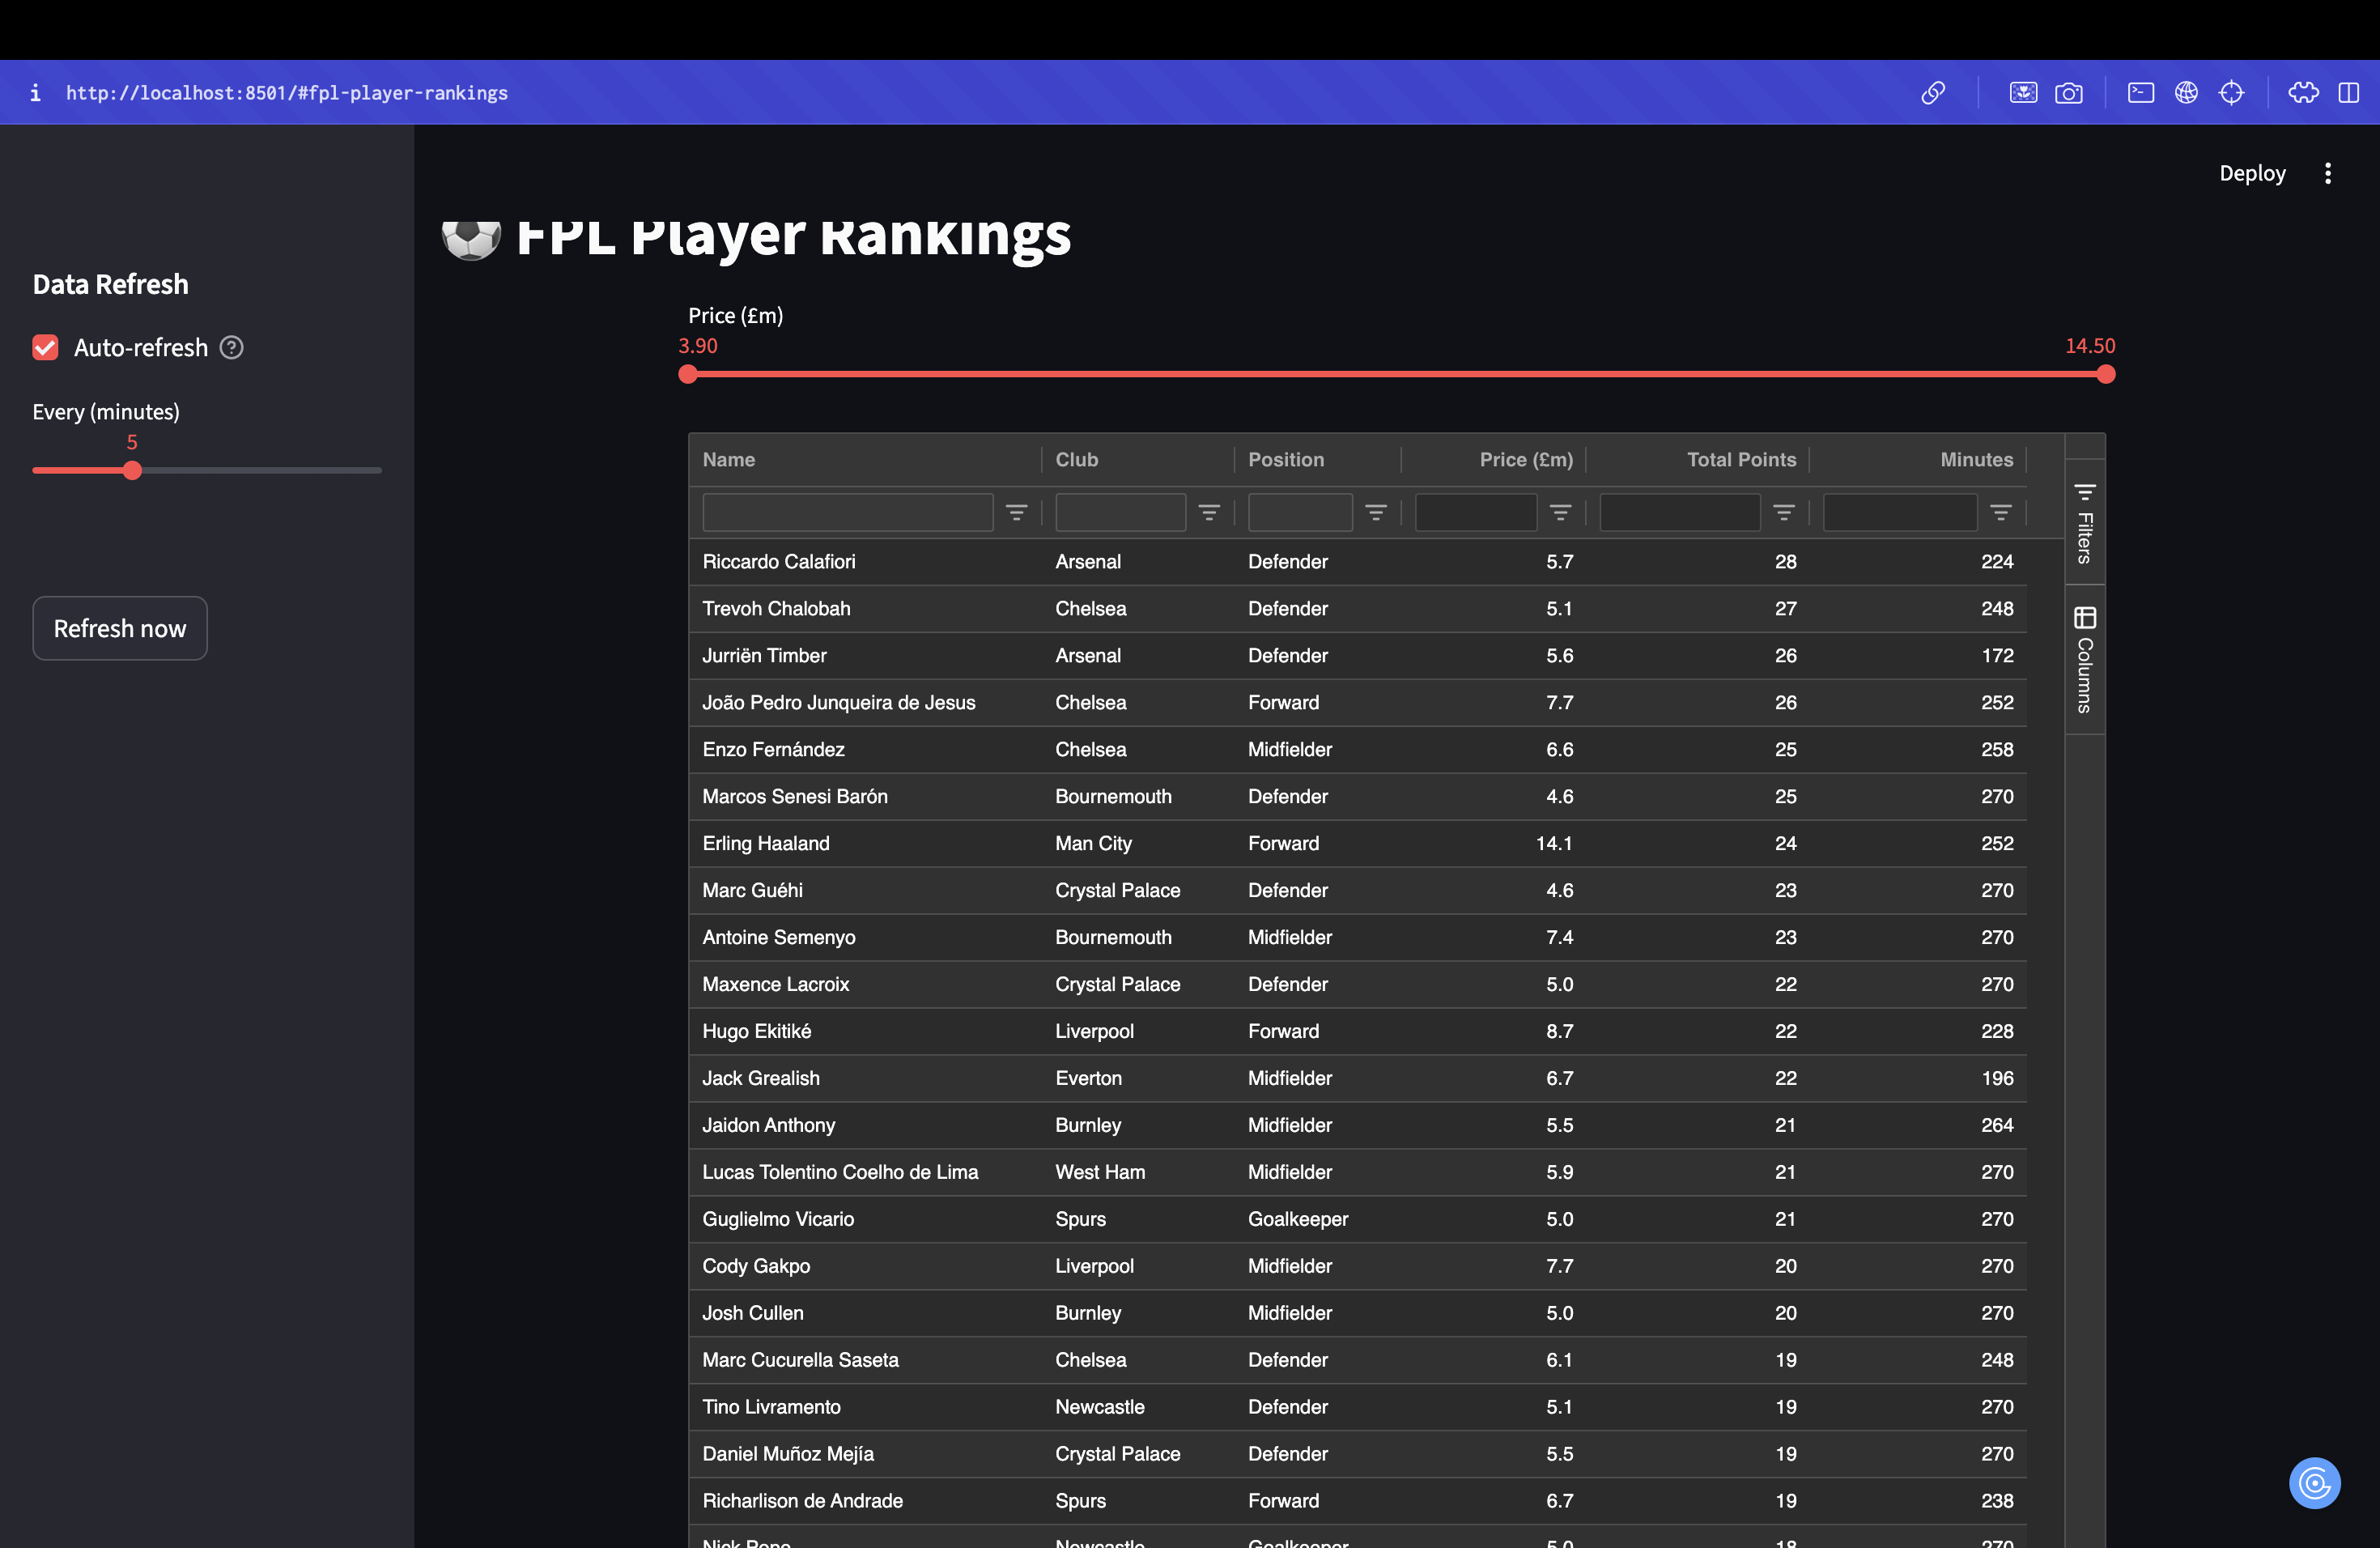 i http://localhost:8501/#fpl-player-rankings
Deploy
Data Refresh
Auto-refresh
Every (minutes)
5
Refresh now
FPL Player Rankings
Price (£m)
3.90 14.50
Name Club Position Price (£m) Total Points Minutes
Riccardo Calafiori Arsenal Defender 5.7 28 224
Trevoh Chalobah Chelsea Defender 5.1 27 248
Jurriën Timber Arsenal Defender 5.6 26 172
João Pedro Junqueira de Jesus Chelsea Forward 7.7 26 252
Enzo Fernández Chelsea Midfielder 6.6 25 258
Marcos Senesi Barón Bournemouth Defender 4.6 25 270
Erling Haaland Man City Forward 14.1 24 252
Marc Guéhi Crystal Palace Defender 4.6 23 270
Antoine Semenyo Bournemouth Midfielder 7.4 23 270
Maxence Lacroix Crystal Palace Defender 5.0 22 270
Hugo Ekitiké Liverpool Forward 8.7 22 228
Jack Grealish Everton Midfielder 6.7 22 196
Jaidon Anthony Burnley Midfielder 5.5 21 264
Lucas Tolentino Coelho de Lima West Ham Midfielder 5.9 21 270
Guglielmo Vicario Spurs Goalkeeper 5.0 21 270
Cody Gakpo Liverpool Midfielder 7.7 20 270
Josh Cullen Burnley Midfielder 5.0 20 270
Marc Cucurella Saseta Chelsea Defender 6.1 19 248
Tino Livramento Newcastle Defender 5.1 19 270
Daniel Muñoz Mejía Crystal Palace Defender 5.5 19 270
Richarlison de Andrade Spurs Forward 6.7 19 238
Nick Pope Newcastle Goalkeeper 5.0 18 270
Filters
Columns